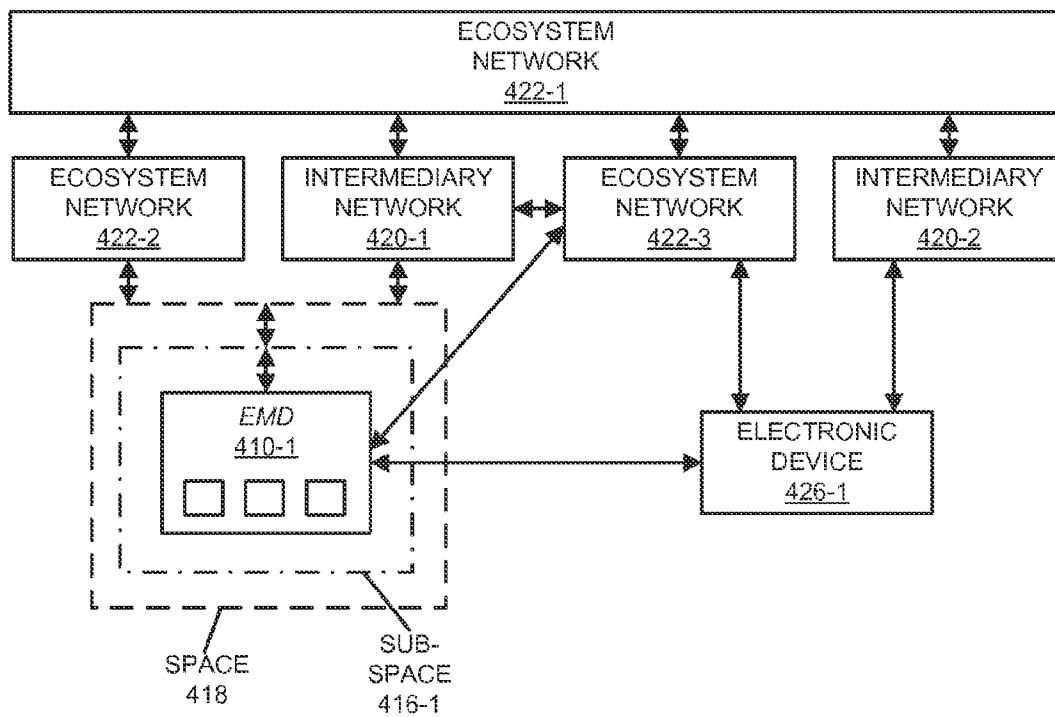 ECOSYSTEM
NETWORK
422-1
ECOSYSTEM
NETWORK
422-2
INTERMEDIARY
NETWORK
420-1
ECOSYSTEM
NETWORK
422-3
INTERMEDIARY
NETWORK
420-2
EMD
410-1
ELECTRONIC
DEVICE
426-1
SPACE
418
SUB-
SPACE
416-1